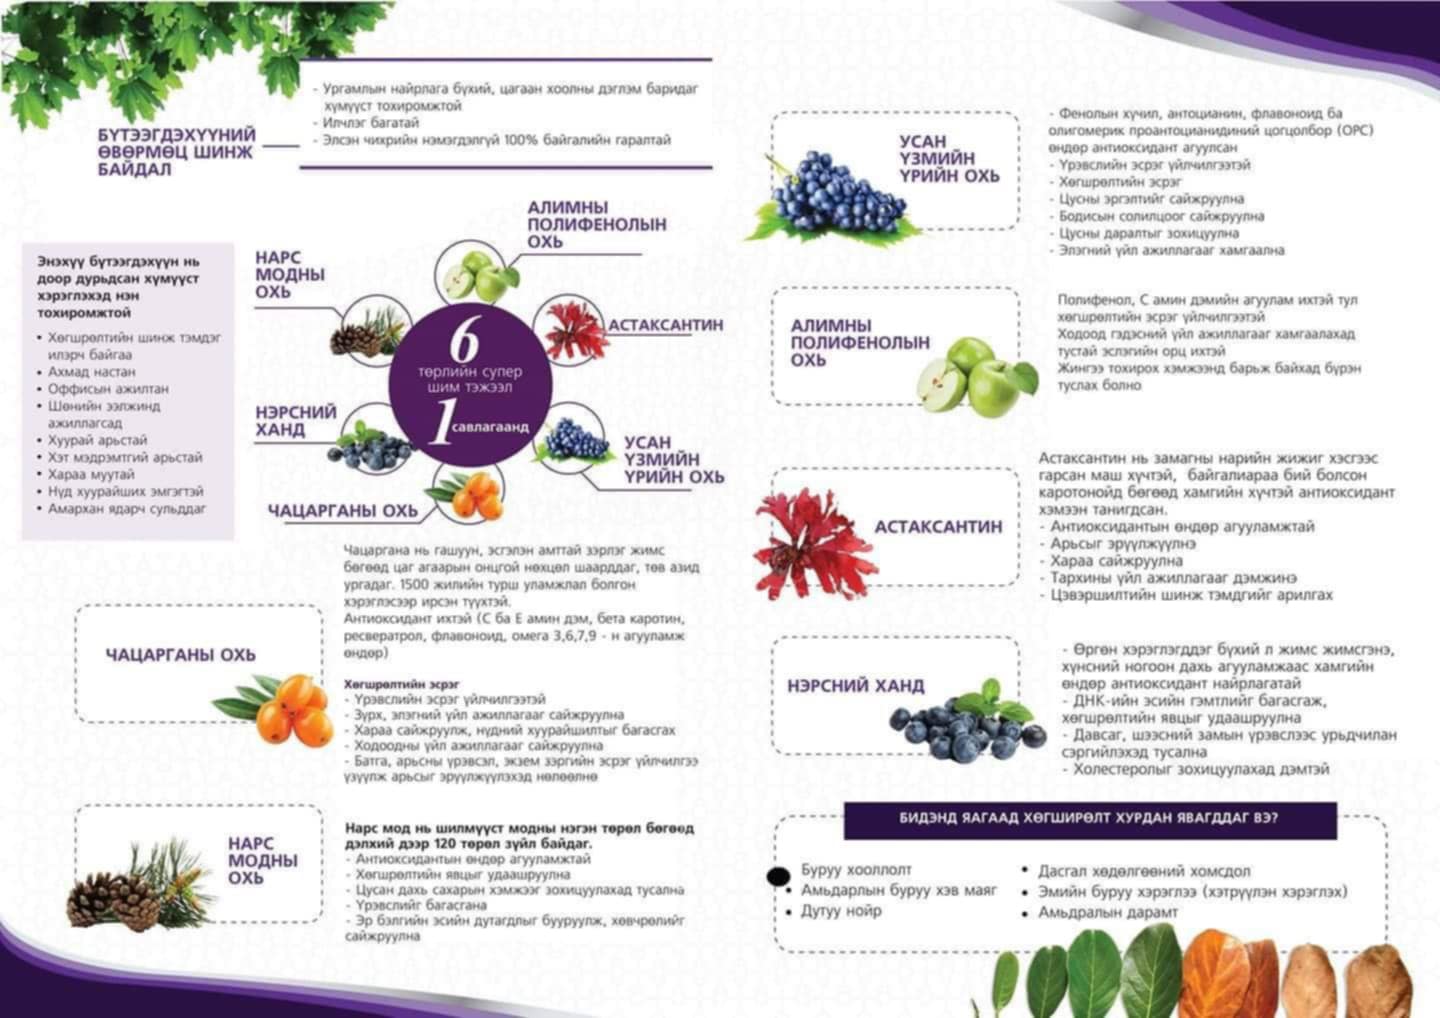 - Ургамлын найрлага бүхий, цагаан хоолны дэглэм баридаг
хүмүүст тохиромжтой
- Илчлэг багатай
- Элсэн чихрийн нэмэгдэлгүй 100% байгалийн гаралтай
БҮТЭЭГДЭХҮҮНИЙ
ӨВӨРМӨЦ ШИНЖ
БАЙДАЛ
Энэхүү бүтээгдэхүүн нь
доор дурьдсан хүмүүст
хэрэглэхэд нэн
тохиромжтой
• Хөгшрөлтийн шинж тэмдэг
илэрч байгаа
• Ахмад настан
• Оффисын ажилтан
• Шөнийн ээлжинд
ажиллагсад
• Хуурай арьстай
• Хэт мэдрэмтгий арьстай
• Хараа муутай
• Нүд хуурайших эмгэгтэй
• Амархан ядарч сульддаг
АЛИМНЫ
ПОЛИФЕНОЛЫН
ОХЬ
НАРС
МОДНЫ
ОХЬ
АСТАКСАНТИН
6
төрлийн супер
шим тэжээл
1
савлагаанд
НЭРСНИЙ
ХАНД
УСАН
ҮЗМИЙН
ҮРИЙН ОХЬ
ЧАЦАРГАНЫ ОХЬ
Чацаргана нь гашуун, эсгэлэн амттай зэрлэг жимс
бөгөөд цаг агаарын онцгой нөхцөл шаарддаг, төв азид
ургадаг. 1500 жилийн турш уламжлал болгон
хэрэглэсээр ирсэн түүхтэй.
Антиоксидант ихтэй (С ба Е амин дэм, бета каротин,
ресвератрол, флавоноид, омега 3,6,7,9 - н агууламж
өндөр)
ЧАЦАРГАНЫ ОХЬ
Хөгшрөлтийн эсрэг
- Үрэвслийн эсрэг үйлчилгээтэй
- Зүрх, элэгний үйл ажиллагааг сайжруулна
- Хараа сайжруулж, нүдний хуурайшилтыг багасгах
- Ходоодны үйл ажиллагааг сайжруулна
- Батга, арьсны үрэвсэл, экзем зэргийн эсрэг үйлчилгээ
үзүүлж арьсыг эрүүлжүүлэхэд нөлөөлнө
НАРС
МОДНЫ
ОХЬ
Нарс мод нь шилмүүст модны нэгэн төрөл бөгөөд
дэлхий дээр 120 төрөл зүйл байдаг.
- Антиоксидантын өндөр агууламжтай
- Хөгшрөлтийн явцыг удаашруулна
- Цусан дахь сахарын хэмжээг зохицуулахад тусална
- Үрэвслийг багасгана
- Эр бэлгийн эсийн дутагдлыг бууруулж, хөвчрөлийг
сайжруулна
УСАН
ҮЗМИЙН
ҮРИЙН ОХЬ
- Фенолын хүчил, антоцианин, флавоноид ба
олигомерик проантоцианидиний цогцолбор (OPC)
өндөр антиоксидант агуулсан
- Үрэвслийн эсрэг үйлчилгээтэй
- Хөгшрөлтийн эсрэг
- Цусны эргэлтийг сайжруулна
- Бодисын солилцоог сайжруулна
- Цусны даралтыг зохицуулна
- Элэгний үйл ажиллагааг хамгаална
АЛИМНЫ
ПОЛИФЕНОЛЫН
ОХЬ
Полифенол, С амин дэмийн агуулам ихтэй тул
хөгшрөлтийн эсрэг үйлчилгээтэй
Ходоод гэдэсний үйл ажиллагааг хамгаалахад
тустай эслэгийн орц ихтэй
Жингээ тохирох хэмжээнд барьж байхад бүрэн
туслах болно
АСТАКСАНТИН
Астаксантин нь замагны нарийн жижиг хэсгээс
гарсан маш хүчтэй, байгалиараа бий болсон
каротонойд бөгөөд хамгийн хүчтэй антиоксидант
хэмээн танигдсан.
- Антиоксидантын өндөр агууламжтай
- Арьсыг эрүүлжүүлнэ
- Хараа сайжруулна
- Тархины үйл ажиллагааг дэмжинэ
- Цэвэршилтийн шинж тэмдгийг арилгах
НЭРСНИЙ ХАНД
- Өргөн хэрэглэгддэг бүхий л жимс жимсгэнэ,
хүнсний ногоон дахь агууламжаас хамгийн
өндөр антиоксидант найрлагатай
- ДНК-ийн эсийн гэмтлийг багасгаж,
хөгшрөлтийн явцыг удаашруулна
- Давсаг, шээсний замын үрэвслээс урьдчилан
сэргийлэхэд тусална
- Холестеролыг зохицуулахад дэмтэй
БИДЭНД ЯАГААД ХӨГШИРӨЛТ ХУРДАН ЯВАГДДАГ ВЭ?
• Буруу хооллолт
• Амьдарлын буруу хэв маяг
• Дутуу нойр
• Дасгал хөдөлгөөний хомсдол
• Эмийн буруу хэрэглээ (хэтрүүлэн хэрэглэх)
• Амьдралын дарамт